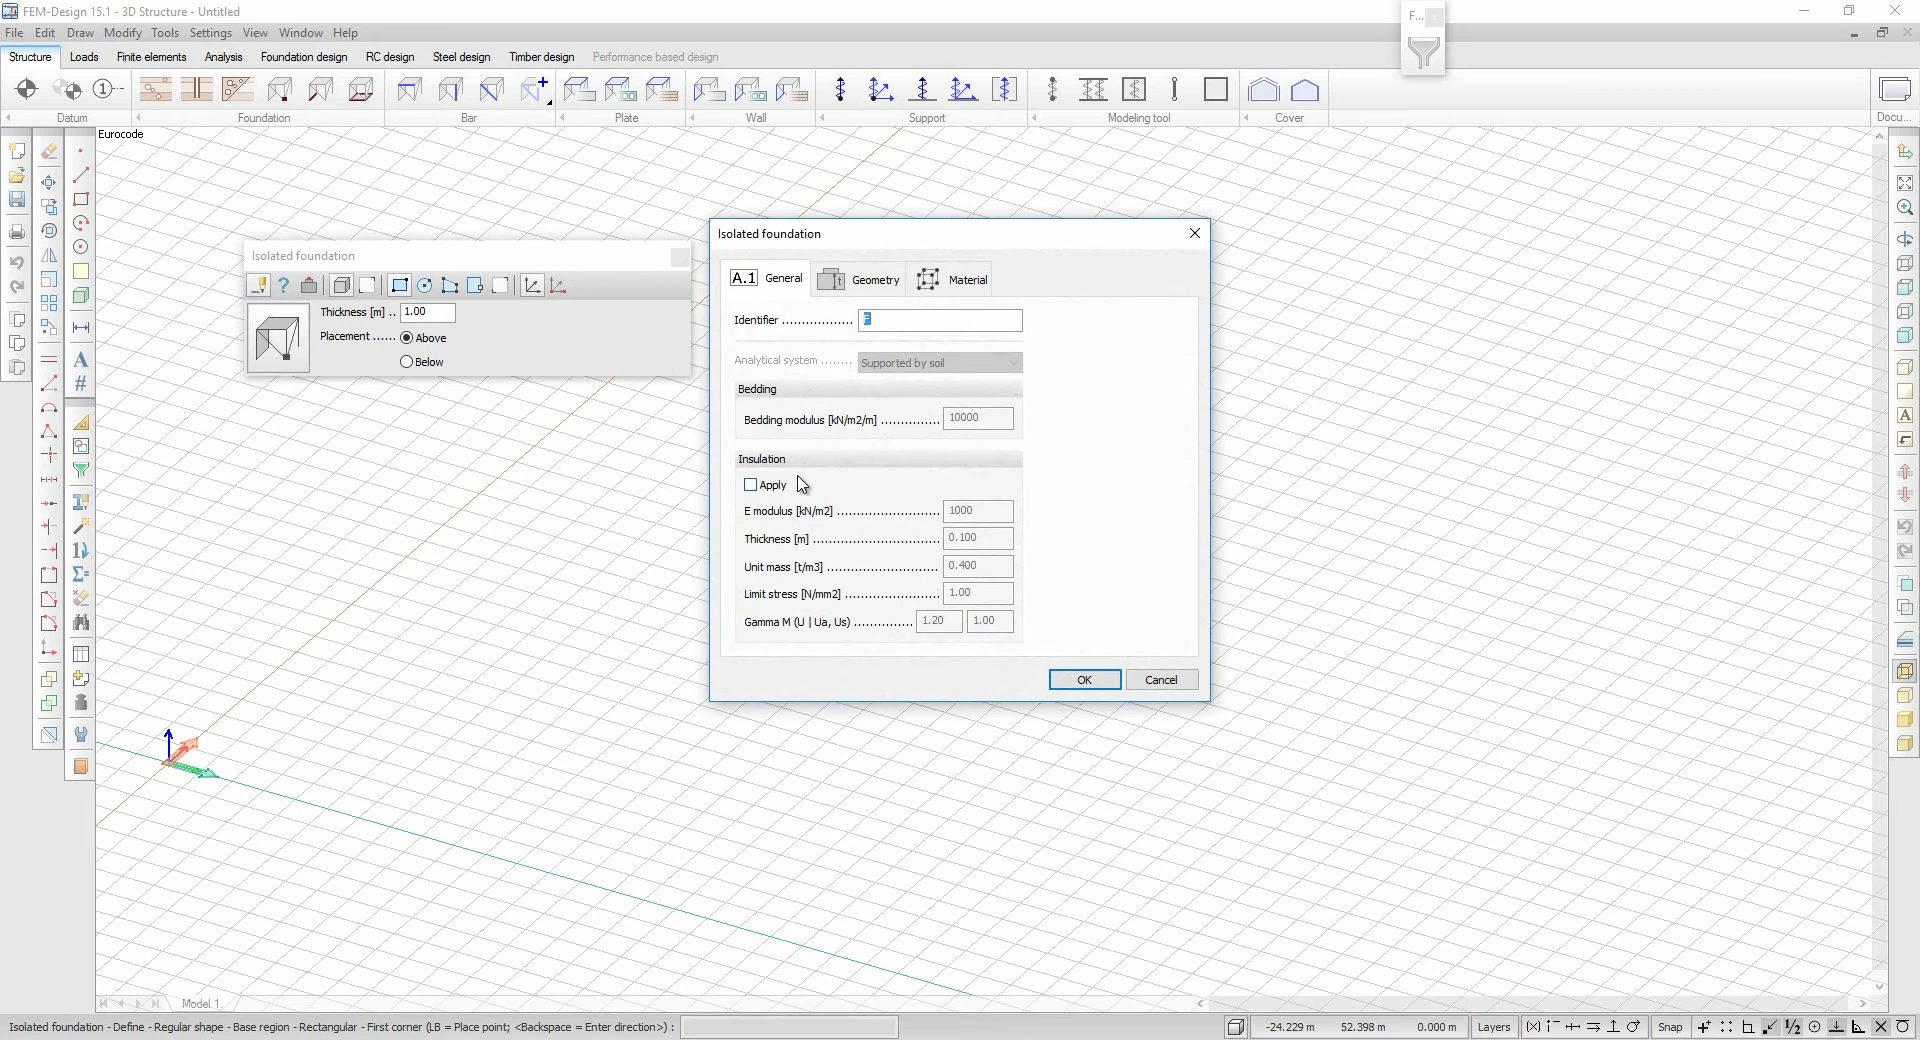 FEM-Design 15.1 - 3D Structure - Untitled
F...
File Edit Draw Modify Tools Settings View Window Help
Structure Loads Finite elements Analysis Foundation design RC design Steel design Timber design Performance based design
1
Datum Foundation Bar Plate Wall Support Modeling tool Cover Docu...
Eurocode
Isolated foundation
Thickness [m] .. 1.00
Placement ...... Above
Below
Isolated foundation
A.1 General Geometry Material
Identifier .................. F
Analytical system ........ Supported by soil
Bedding
Bedding modulus [kN/m2/m] ............... 10000
Insulation
Apply
E modulus [kN/m2] .......................... 1000
Thickness [m] ................................ 0.100
Unit mass [t/m3] ............................ 0.400
Limit stress [N/mm2] ........................ 1.00
Gamma M (U | Ua, Us) ............... 1.20 1.00
OK Cancel
Model 1
Isolated foundation - Define - Regular shape - Base region - Rectangular - First corner (LB = Place point; <Backspace = Enter direction>) :
-24.229 m 52.398 m 0.000 m Layers Snap 1/2